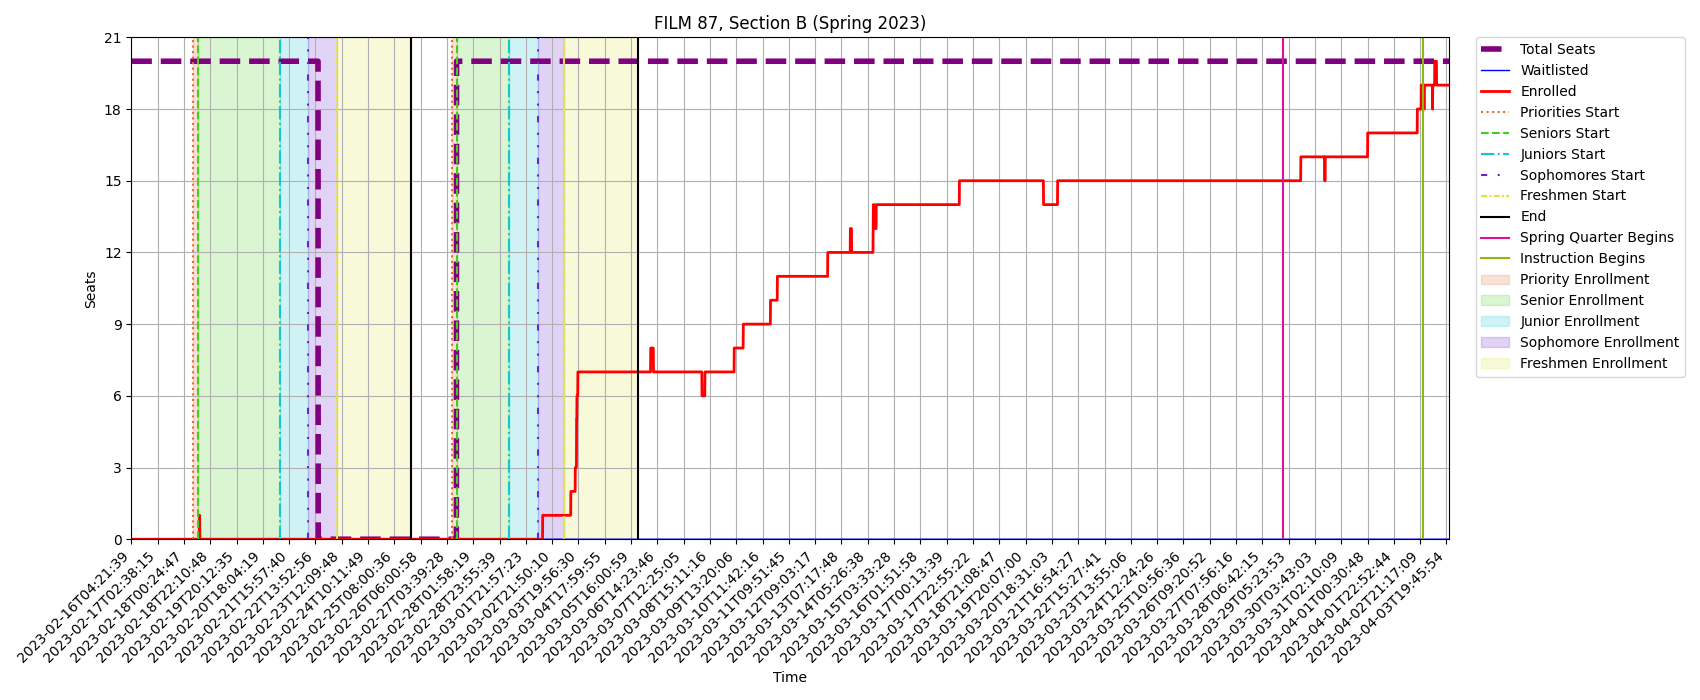 FILM 87, Section B (Spring 2023)
21
18
15
12
9
6
3
0
Seats
2023-02-16T04:21:39
2023-02-17T02:38:15
2023-02-18T00:24:47
2023-02-18T22:10:48
2023-02-19T20:12:35
2023-02-20T18:04:19
2023-02-21T15:57:40
2023-02-22T13:52:56
2023-02-23T12:09:48
2023-02-24T10:11:49
2023-02-25T08:00:36
2023-02-26T06:00:58
2023-02-27T03:39:28
2023-02-28T01:58:19
2023-02-28T23:55:39
2023-03-01T21:57:23
2023-03-02T21:50:10
2023-03-03T19:56:30
2023-03-04T17:59:55
2023-03-05T16:00:59
2023-03-06T14:23:46
2023-03-07T12:25:05
2023-03-08T15:11:16
2023-03-09T13:20:06
2023-03-10T11:42:16
2023-03-11T09:51:45
2023-03-12T09:03:17
2023-03-13T07:17:48
2023-03-14T05:26:38
2023-03-15T03:33:28
2023-03-16T01:51:58
2023-03-17T00:13:39
2023-03-17T22:55:22
2023-03-18T21:08:47
2023-03-19T20:07:00
2023-03-20T18:31:03
2023-03-21T16:54:27
2023-03-22T15:27:41
2023-03-23T13:55:06
2023-03-24T12:24:26
2023-03-25T10:56:36
2023-03-26T09:20:52
2023-03-27T07:56:16
2023-03-28T06:42:15
2023-03-29T05:23:53
2023-03-30T03:43:03
2023-03-31T02:10:09
2023-04-01T00:30:48
2023-04-01T22:52:44
2023-04-02T21:17:09
2023-04-03T19:45:54
Time
Total Seats
Waitlisted
Enrolled
Priorities Start
Seniors Start
Juniors Start
Sophomores Start
Freshmen Start
End
Spring Quarter Begins
Instruction Begins
Priority Enrollment
Senior Enrollment
Junior Enrollment
Sophomore Enrollment
Freshmen Enrollment